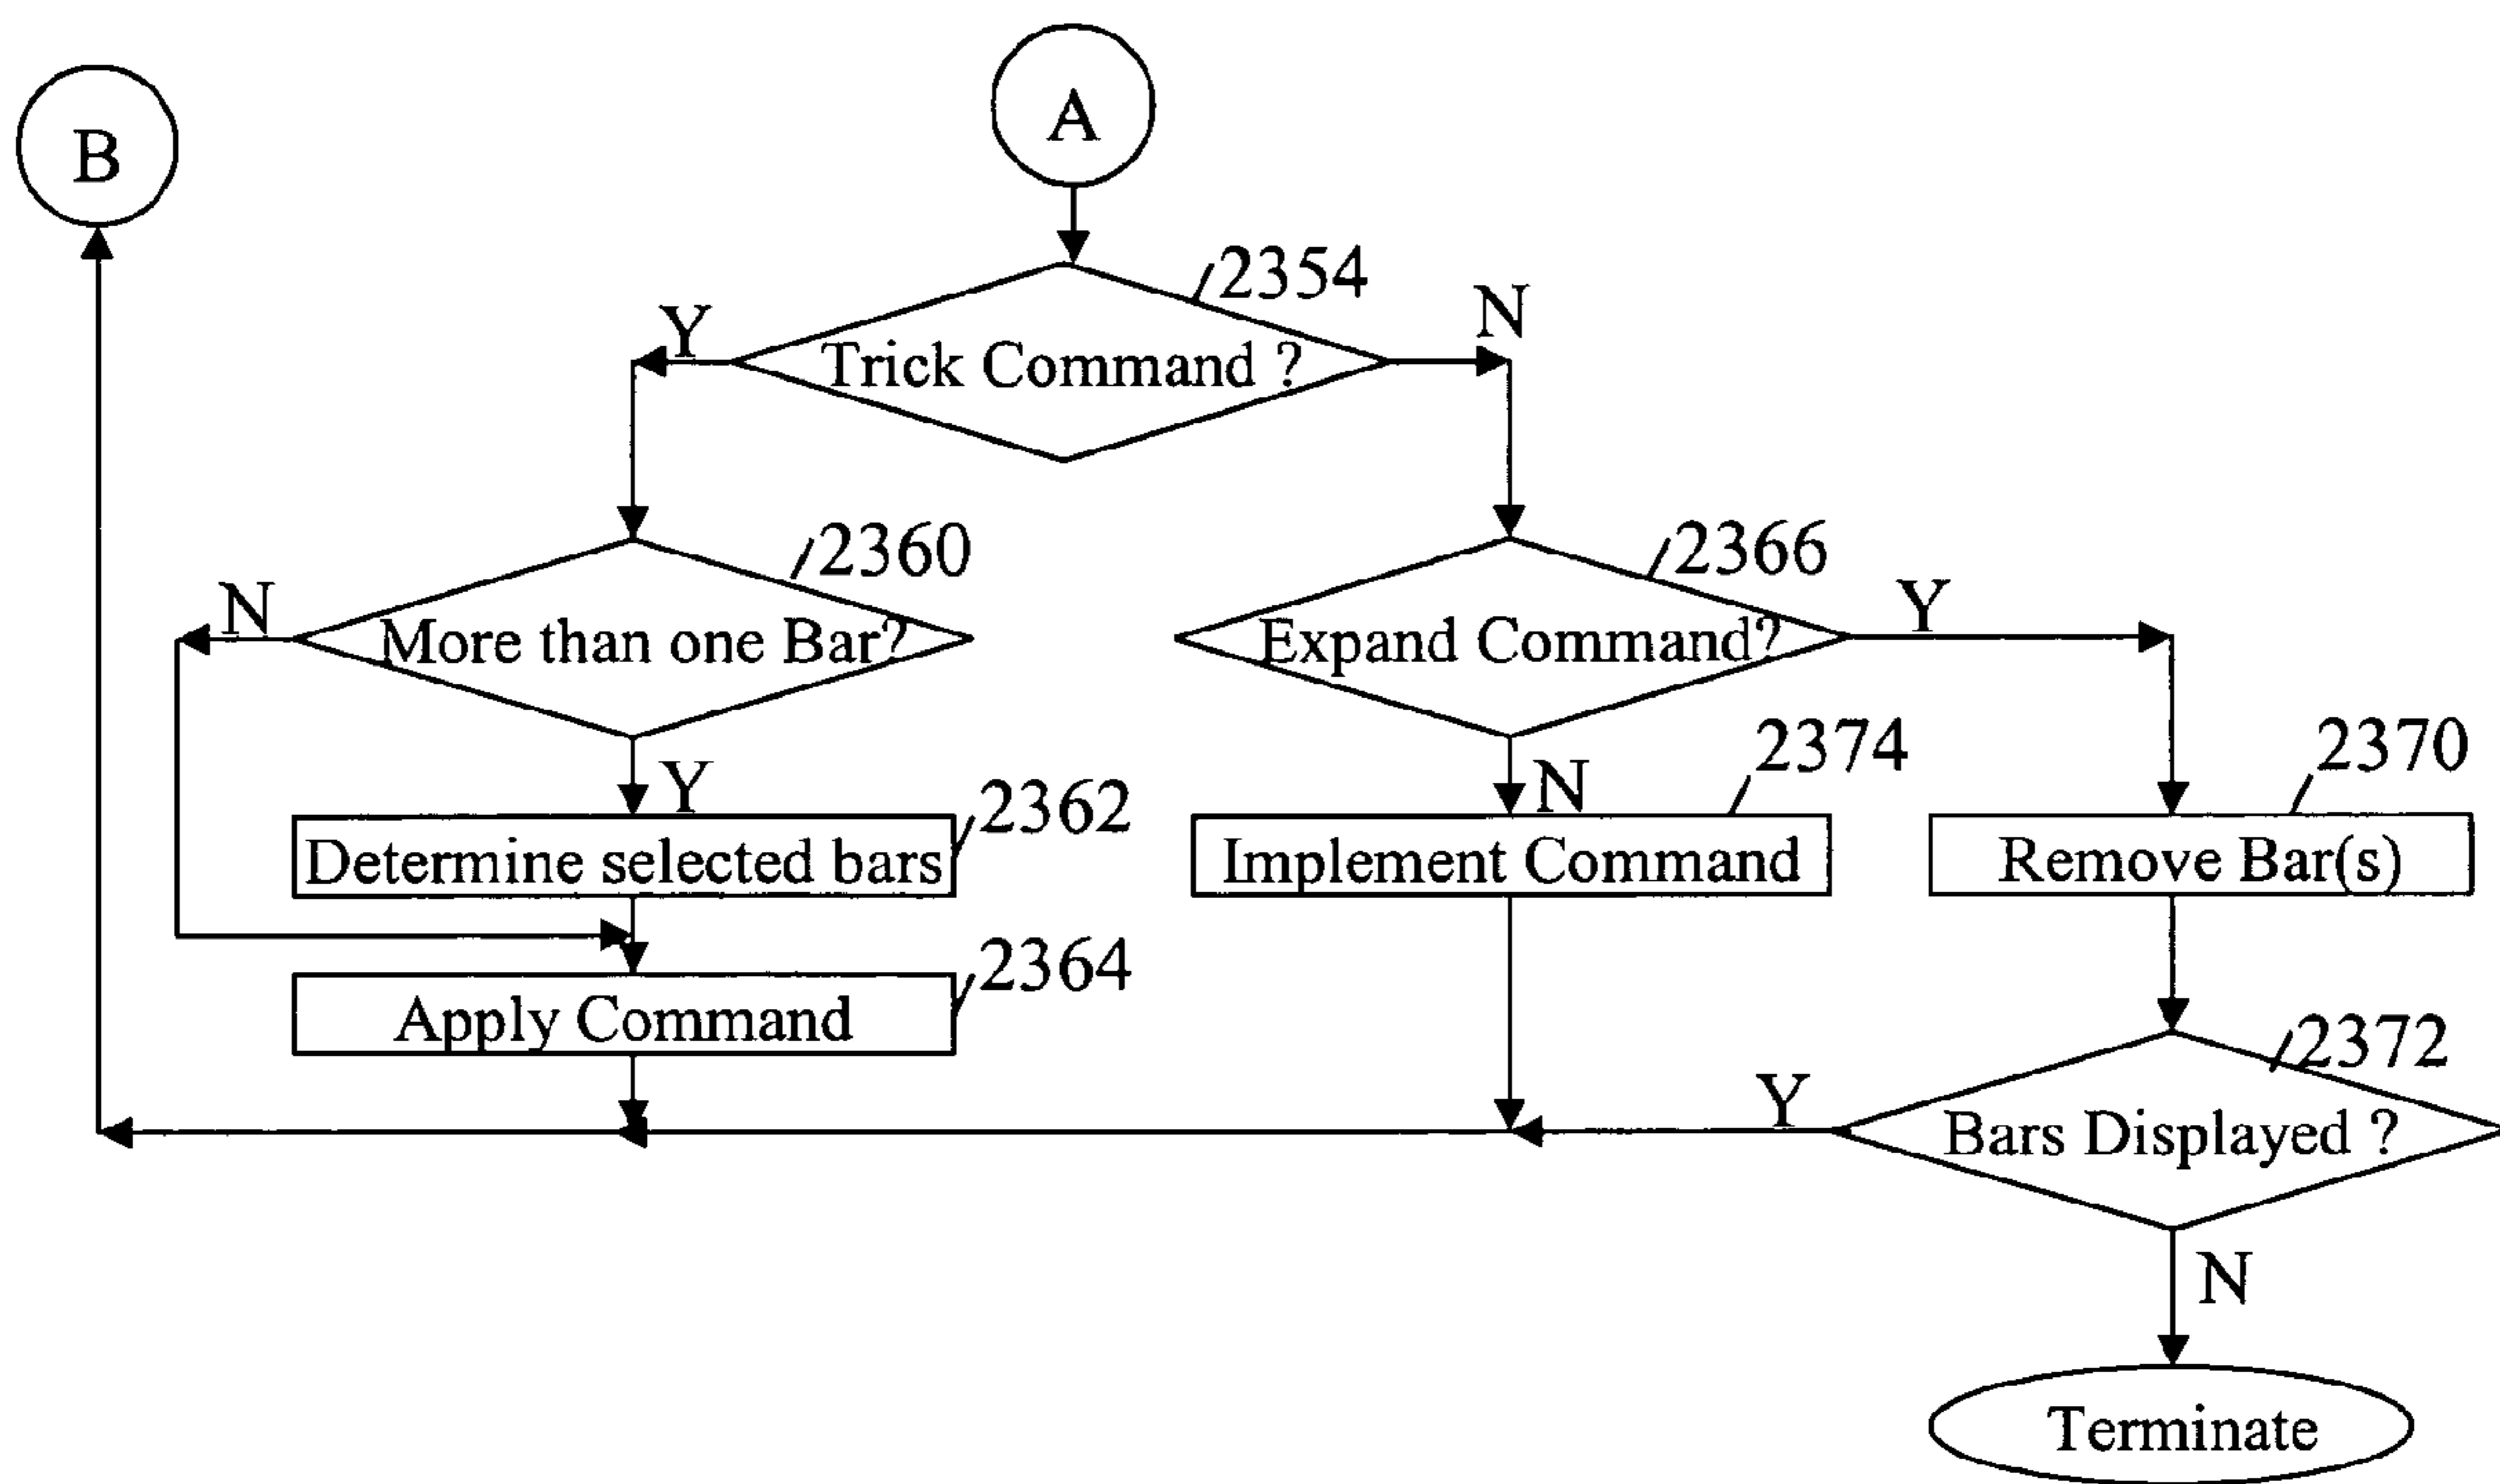 A
B
2354
Y
N
Trick Command ?
2360
2366
N
Y
More than one Bar?
Expand Command?
2374
2370
Y
N
2362
Determine selected bars
Implement Command
Remove Bar(s)
2364
Apply Command
2372
Y
Bars Displayed ?
N
Terminate